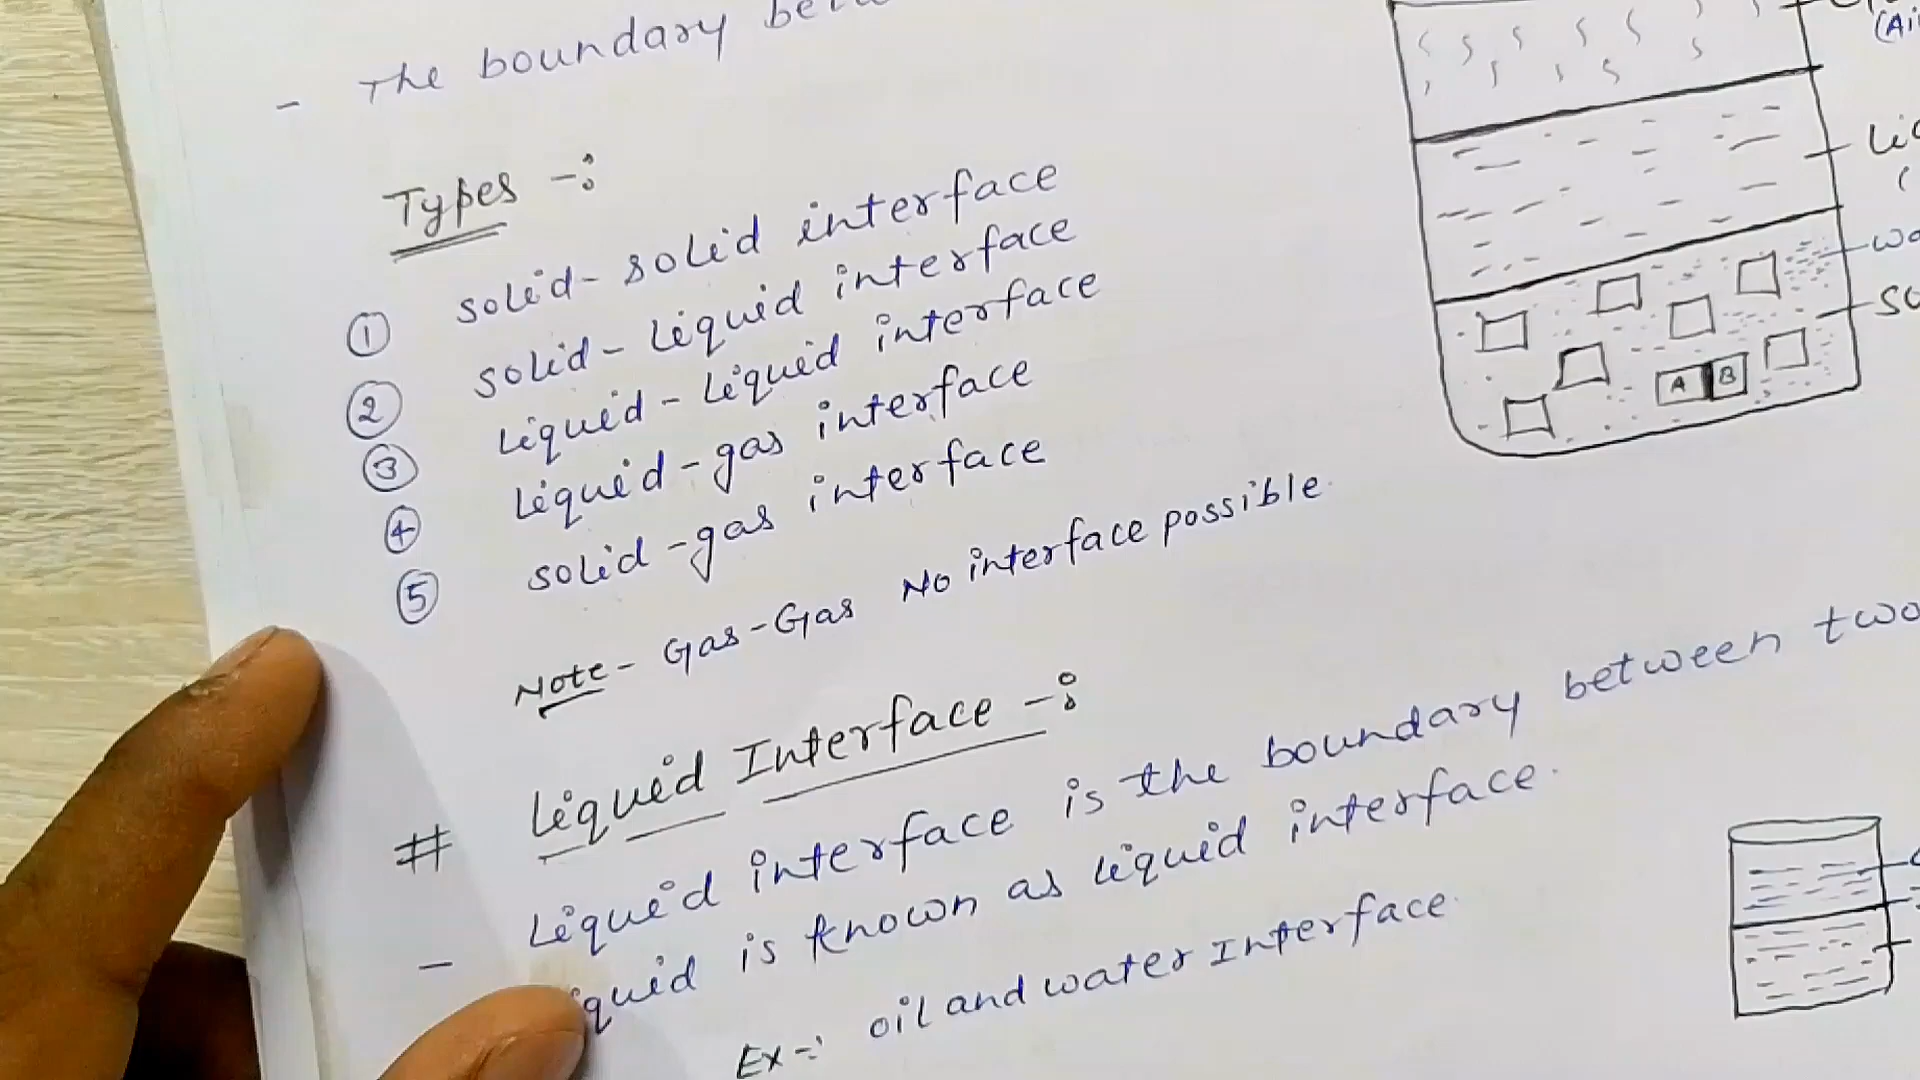 - The boundary
Types -:
① solid-solid interface
② solid-liquid interface
③ liquid-liquid interface
④ liquid-gas interface
⑤ solid-gas interface
Note- Gas-Gas No interface possible.
# Liquid Interface -:
- Liquid interface is the boundary between two
is known as liquid interface.
Ex-: oil and water Interface.
A B